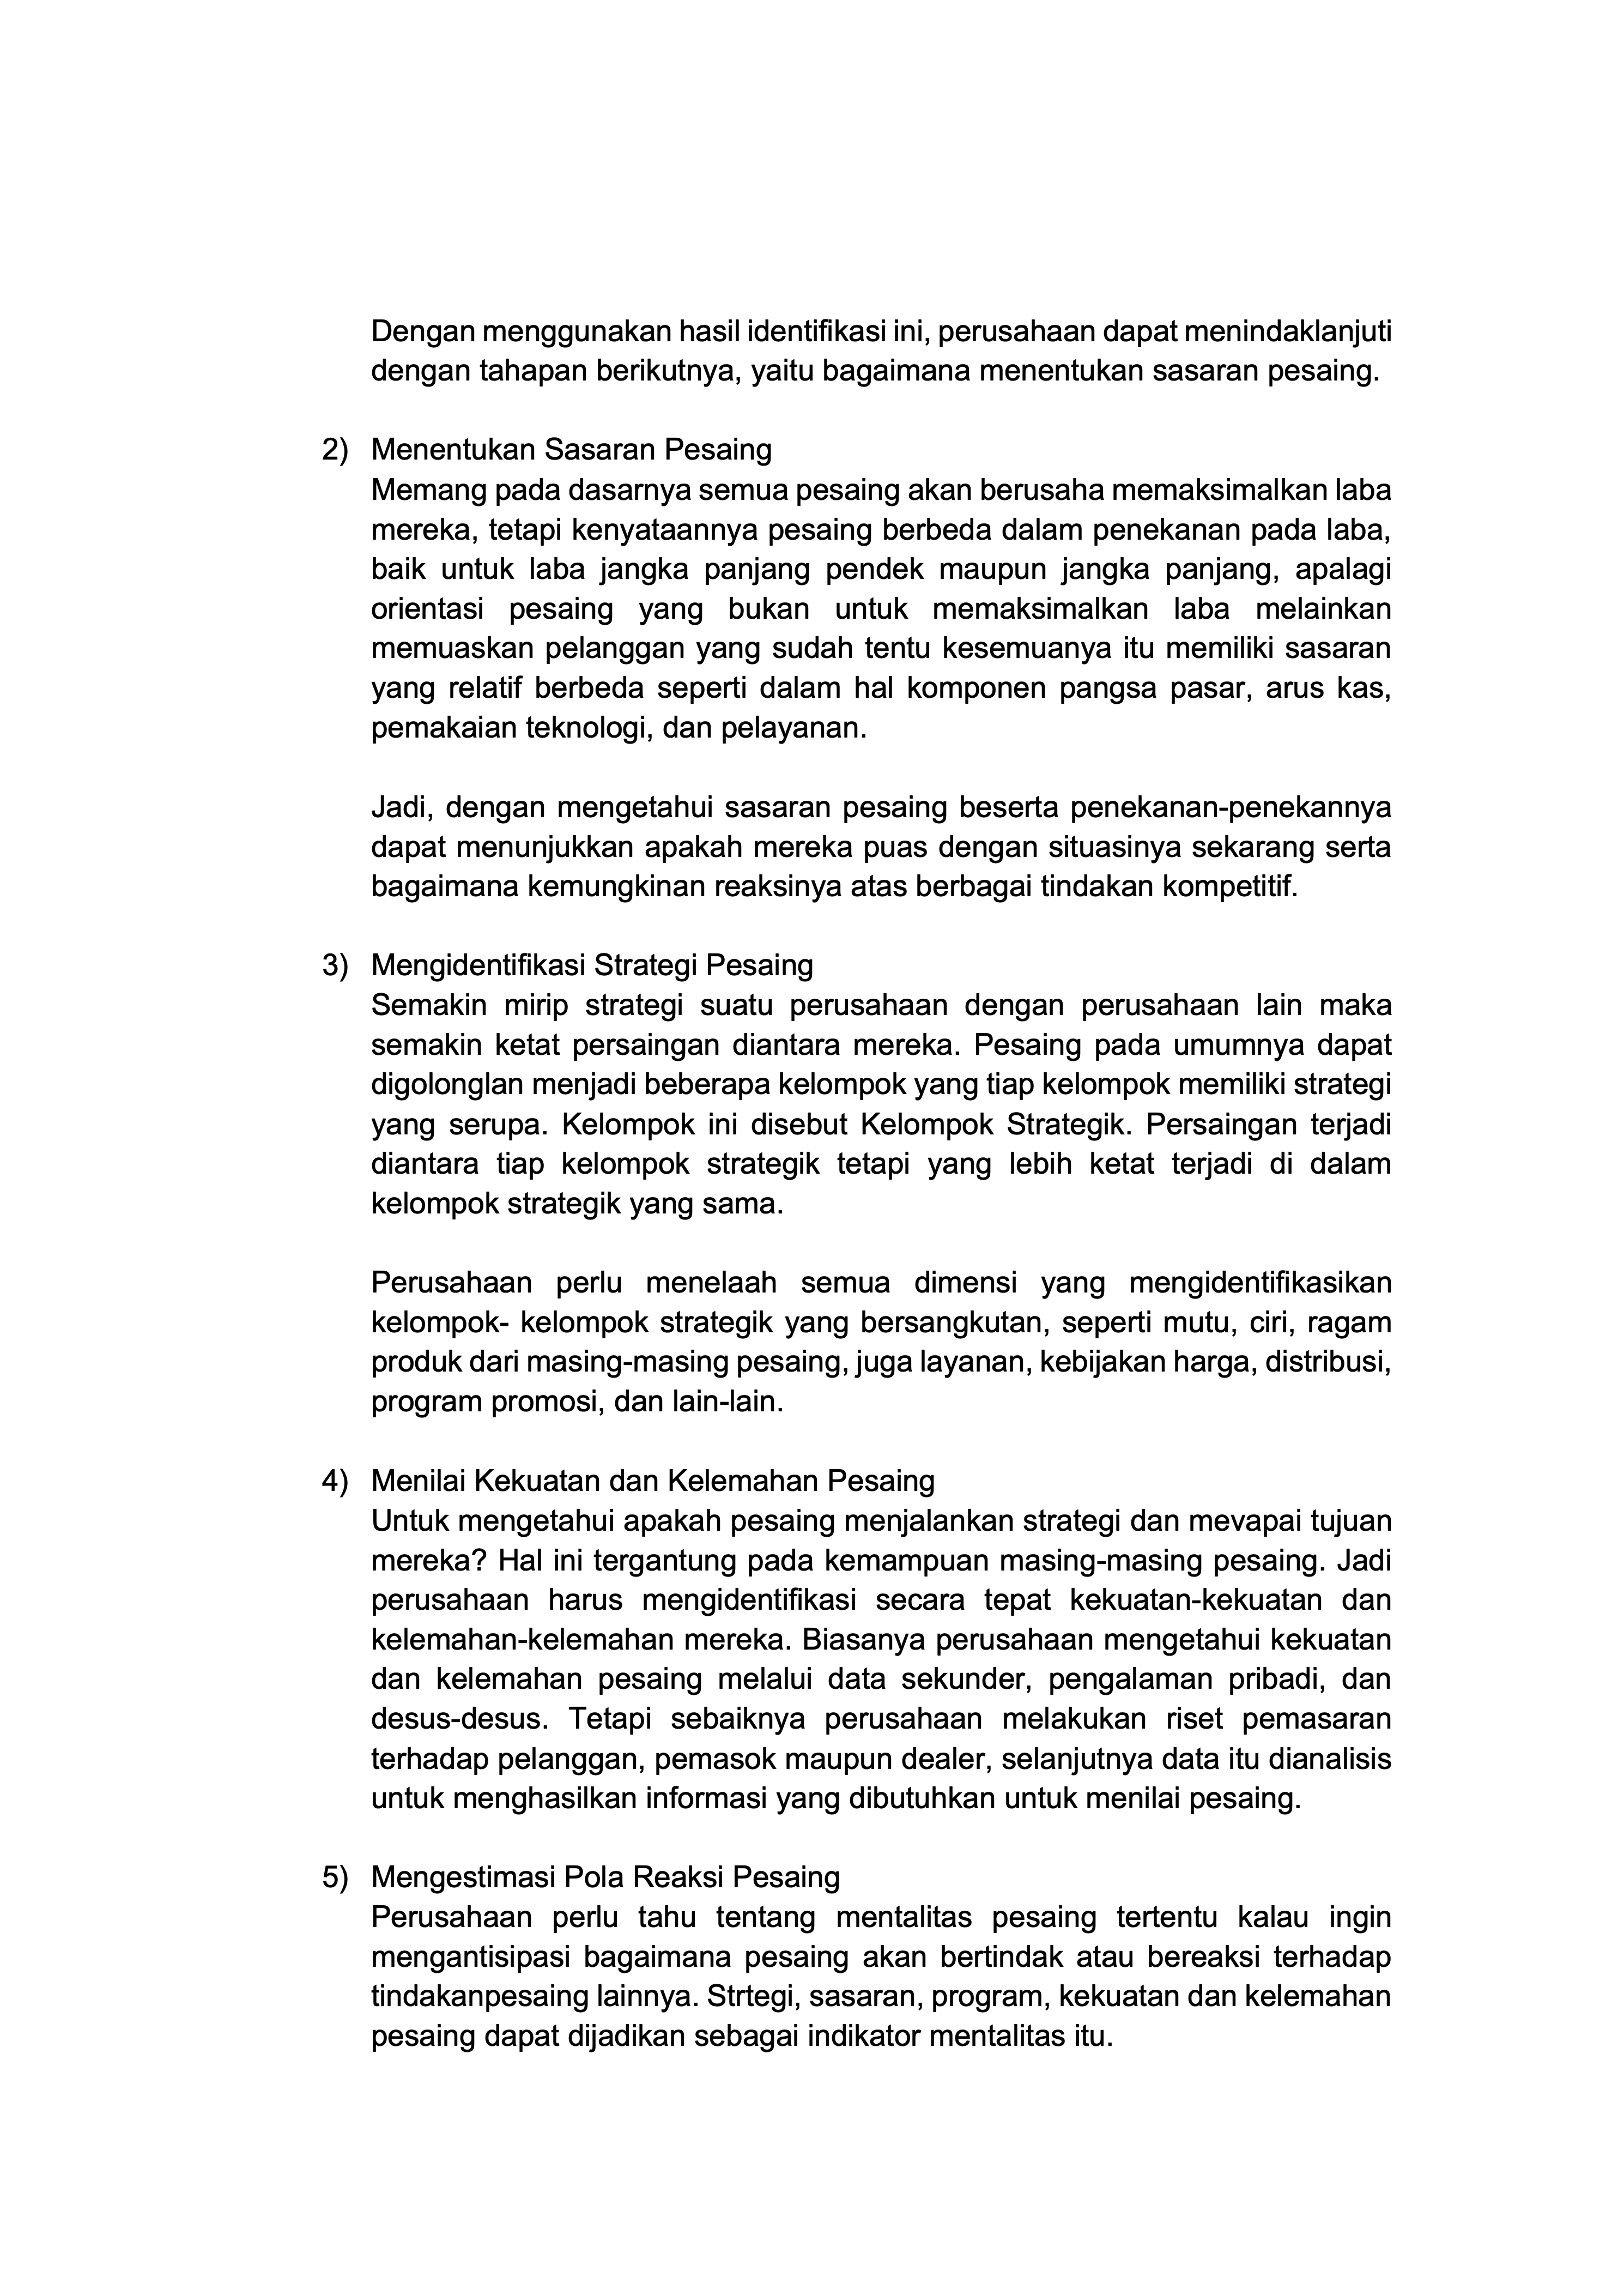 Dengan menggunakan hasil identifikasi ini, perusahaan dapat menindaklanjuti
dengan tahapan berikutnya, yaitu bagaimana menentukan sasaran pesaing.
2) Menentukan Sasaran Pesaing
Memang pada dasarnya semua pesaing akan berusaha memaksimalkan laba
mereka, tetapi kenyataannya pesaing berbeda dalam penekanan pada laba,
baik untuk laba jangka panjang pendek maupun jangka panjang, apalagi
orientasi pesaing yang bukan untuk memaksimalkan laba melainkan
memuaskan pelanggan yang sudah tentu kesemuanya itu memiliki sasaran
yang relatif berbeda seperti dalam hal komponen pangsa pasar, arus kas,
pemakaian teknologi, dan pelayanan.
Jadi, dengan mengetahui sasaran pesaing beserta penekanan-penekannya
dapat menunjukkan apakah mereka puas dengan situasinya sekarang serta
bagaimana kemungkinan reaksinya atas berbagai tindakan kompetitif.
3) Mengidentifikasi Strategi Pesaing
Semakin mirip strategi suatu perusahaan dengan perusahaan lain maka
semakin ketat persaingan diantara mereka. Pesaing pada umumnya dapat
digolonglan menjadi beberapa kelompok yang tiap kelompok memiliki strategi
yang serupa. Kelompok ini disebut Kelompok Strategik. Persaingan terjadi
diantara tiap kelompok strategik tetapi yang lebih ketat terjadi di dalam
kelompok strategik yang sama.
Perusahaan perlu menelaah semua dimensi yang mengidentifikasikan
kelompok- kelompok strategik yang bersangkutan, seperti mutu, ciri, ragam
produk dari masing-masing pesaing, juga layanan, kebijakan harga, distribusi,
program promosi, dan lain-lain.
4) Menilai Kekuatan dan Kelemahan Pesaing
Untuk mengetahui apakah pesaing menjalankan strategi dan mevapai tujuan
mereka? Hal ini tergantung pada kemampuan masing-masing pesaing. Jadi
perusahaan harus mengidentifikasi secara tepat kekuatan-kekuatan dan
kelemahan-kelemahan mereka. Biasanya perusahaan mengetahui kekuatan
dan kelemahan pesaing melalui data sekunder, pengalaman pribadi, dan
desus-desus. Tetapi sebaiknya perusahaan melakukan riset pemasaran
terhadap pelanggan, pemasok maupun dealer, selanjutnya data itu dianalisis
untuk menghasilkan informasi yang dibutuhkan untuk menilai pesaing.
5) Mengestimasi Pola Reaksi Pesaing
Perusahaan perlu tahu tentang mentalitas pesaing tertentu kalau ingin
mengantisipasi bagaimana pesaing akan bertindak atau bereaksi terhadap
tindakanpesaing lainnya. Strtegi, sasaran, program, kekuatan dan kelemahan
pesaing dapat dijadikan sebagai indikator mentalitas itu.